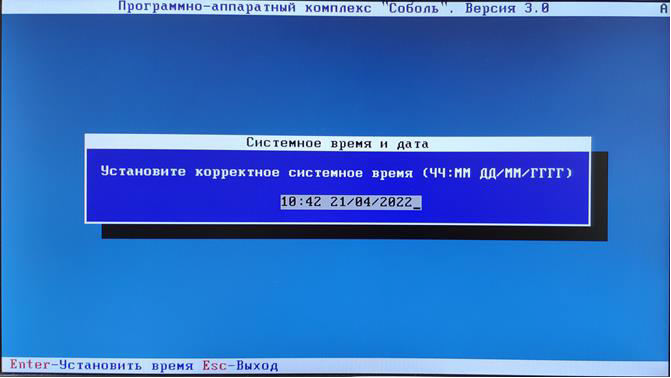 Программно-аппаратный комплекс "Соболь". Версия 3.0 A
Системное время и дата
Установите корректное системное время (ЧЧ:ММ ДД/ММ/ГГГГ)
10:42 21/04/2022_
Enter-Установить время Esc-Выход